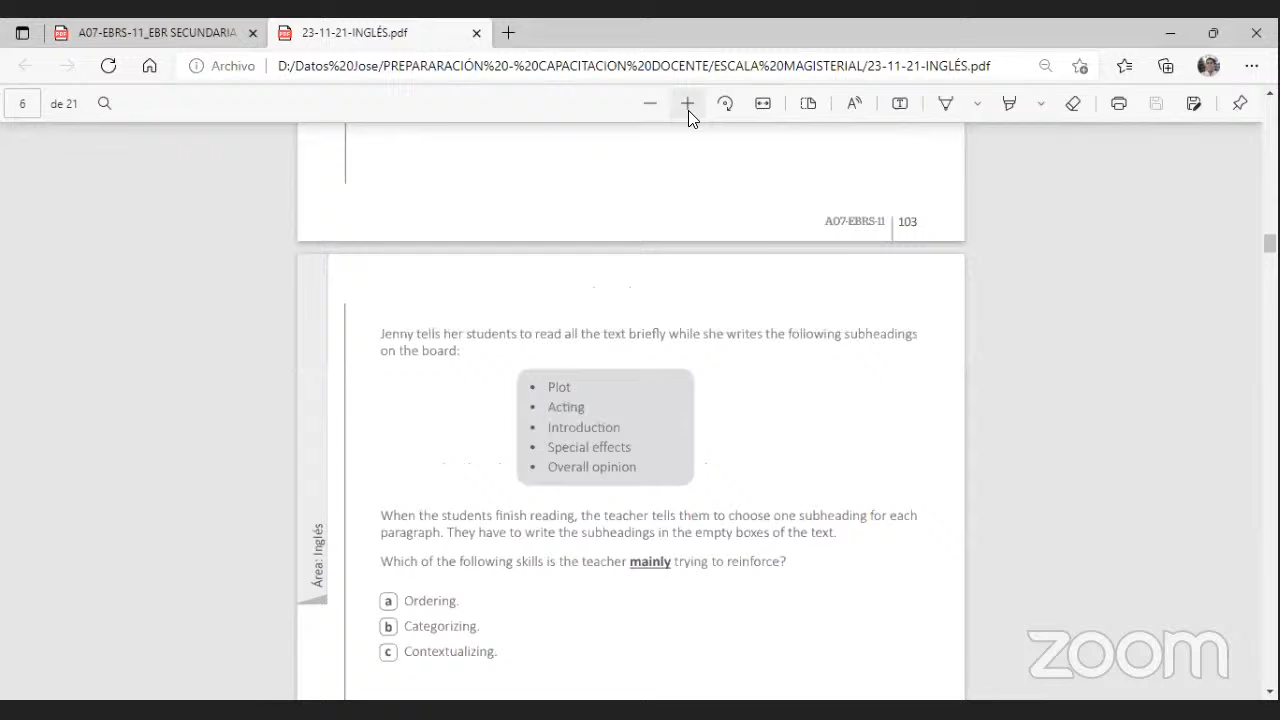 A07-EBRS-11_EBR SECUNDARIA
23-11-21-INGLÉS.pdf
Archivo
D:/Datos%20Jose/PREPARARACIÓN%20-%20CAPACITACION%20DOCENTE/ESCALA%20MAGISTERIAL/23-11-21-INGLÉS.pdf
6 de 21
A07-EBRS-11 103
Jenny tells her students to read all the text briefly while she writes the following subheadings
on the board:
• Plot
• Acting
• Introduction
• Special effects
• Overall opinion
When the students finish reading, the teacher tells them to choose one subheading for each
paragraph. They have to write the subheadings in the empty boxes of the text.
Which of the following skills is the teacher mainly trying to reinforce?
a Ordering.
b Categorizing.
c Contextualizing.
Área: Inglés
zoom